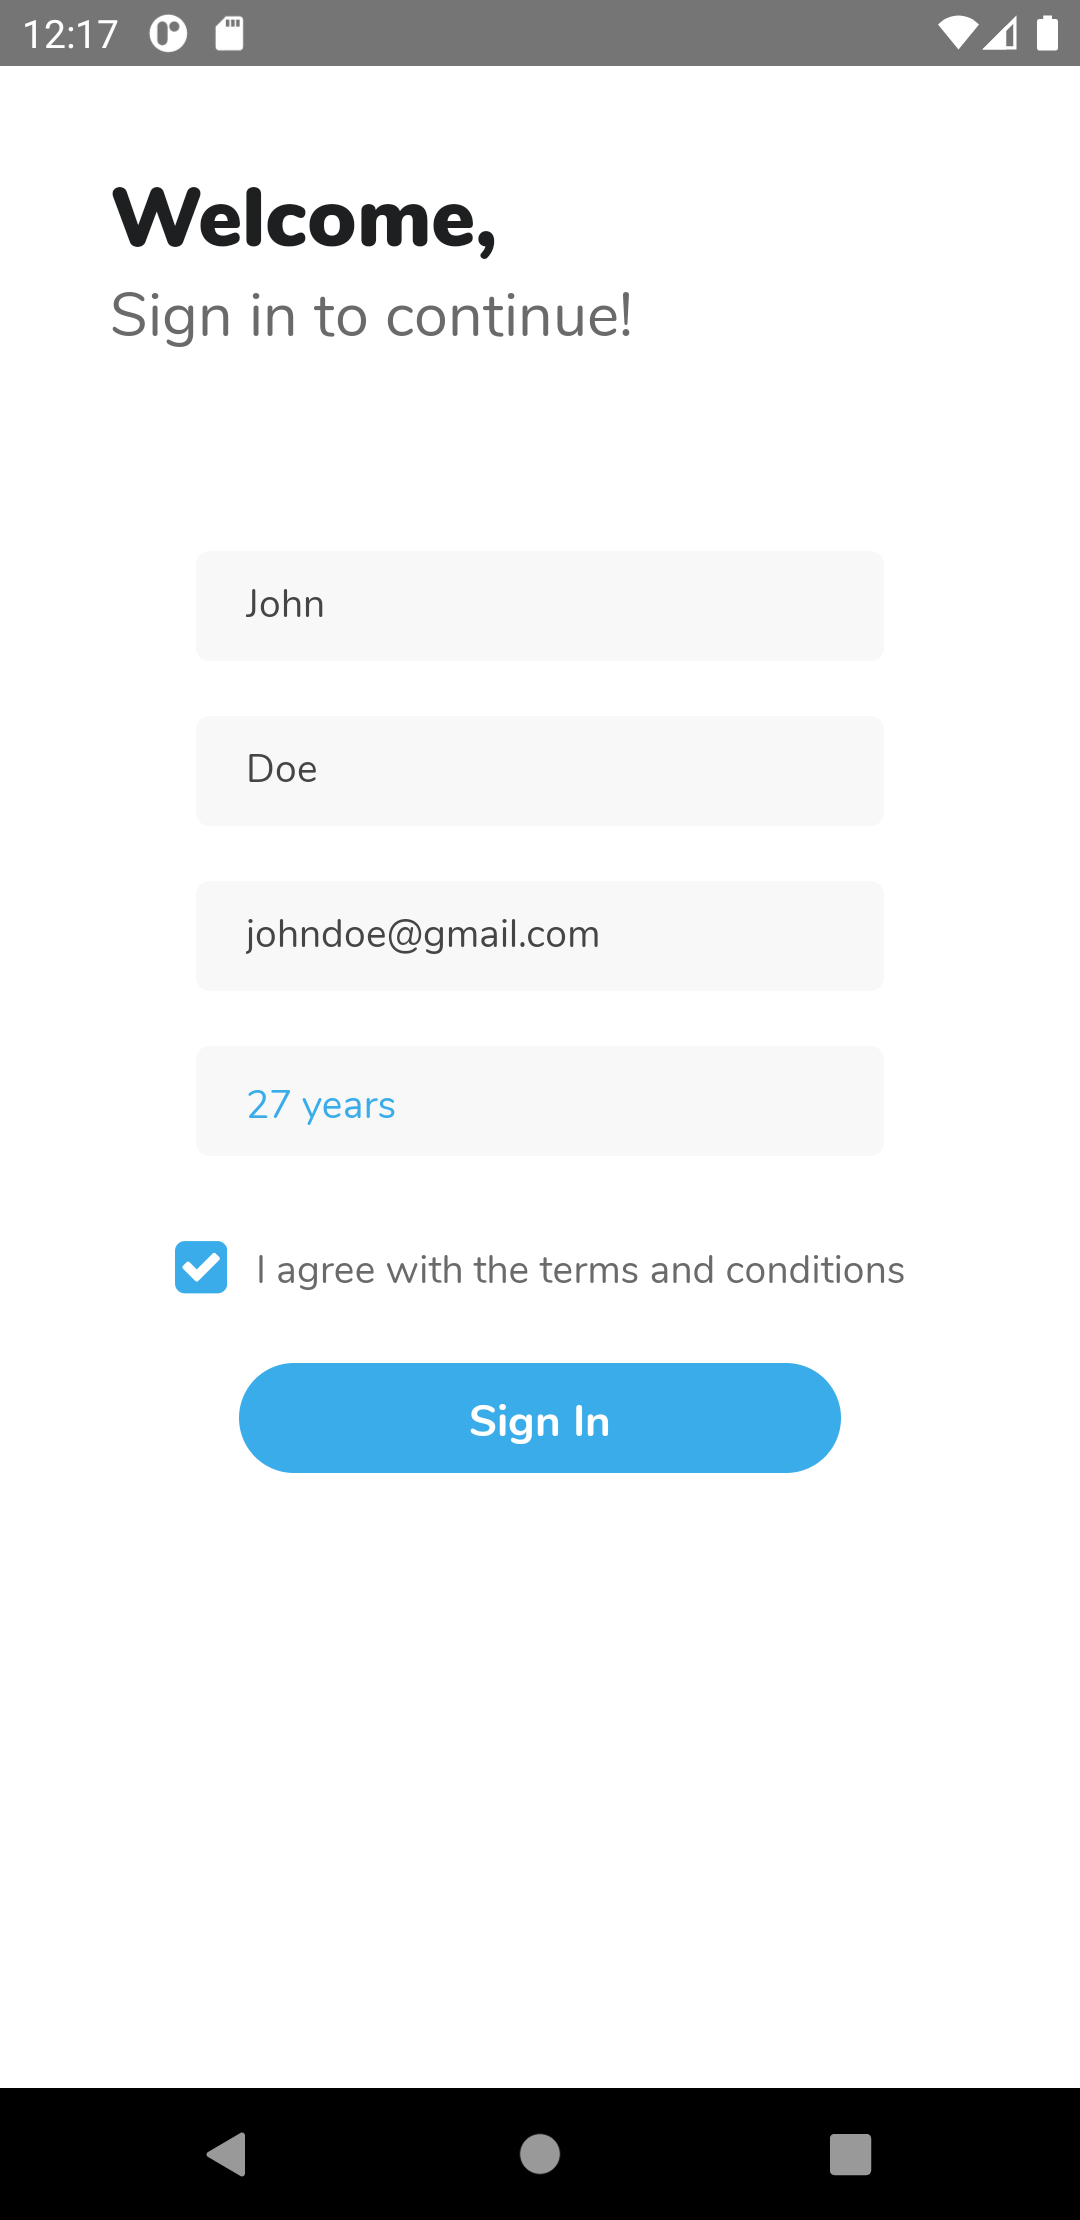 12:17
Welcome,
Sign in to continue!
John
Doe
johndoe@gmail.com
27 years
I agree with the terms and conditions
Sign In